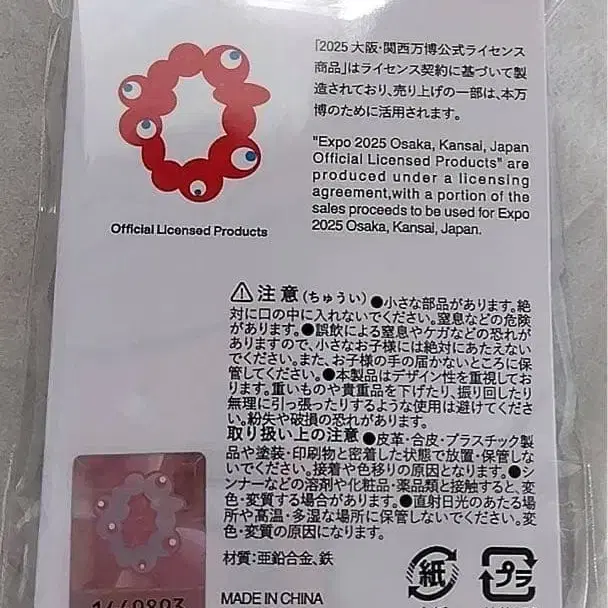 「2025 大阪・関西万博公式ライセンス
商品」はライセンス契約に基づいて製
造されており、売り上げの一部は、本万
博のために活用されます。
"Expo 2025 Osaka, Kansai, Japan
Official Licensed Products" are
produced under a licensing
agreement,with a portion of the
sales proceeds to be used for Expo
2025 Osaka, Kansai, Japan.
Official Licensed Products
⚠注意(ちゅうい)●小さな部品があります。絶
対に口の中に入れないでください。窒息などの危険
があります。●誤飲による窒息やケガなどの恐れが
ありますので、小さなお子様には絶対にあたえない
でください。また、お子様の手の届かないところに保
管してください。●本製品はデザイン性を重視してお
ります。重いものや貴重品を下げたり、振り回したり
無理に引っ張ったりするような使用は避けてくださ
い。紛失や破損の恐れがあります。
取り扱い上の注意●皮革・合皮・プラスチック製
品や塗装・印刷物と密着した状態で放置・保管しな
いでください。接着や色移りの原因となります。●シ
ンナーなどの溶剤や化粧品・薬品類と接触すると、変
色・変質する場合があります。●直射日光のあたる場
所や高温・多湿な場所に保管しないでください。変
色・変質の原因になります。
材質:亜鉛合金、鉄
MADE IN CHINA
紙
プラ